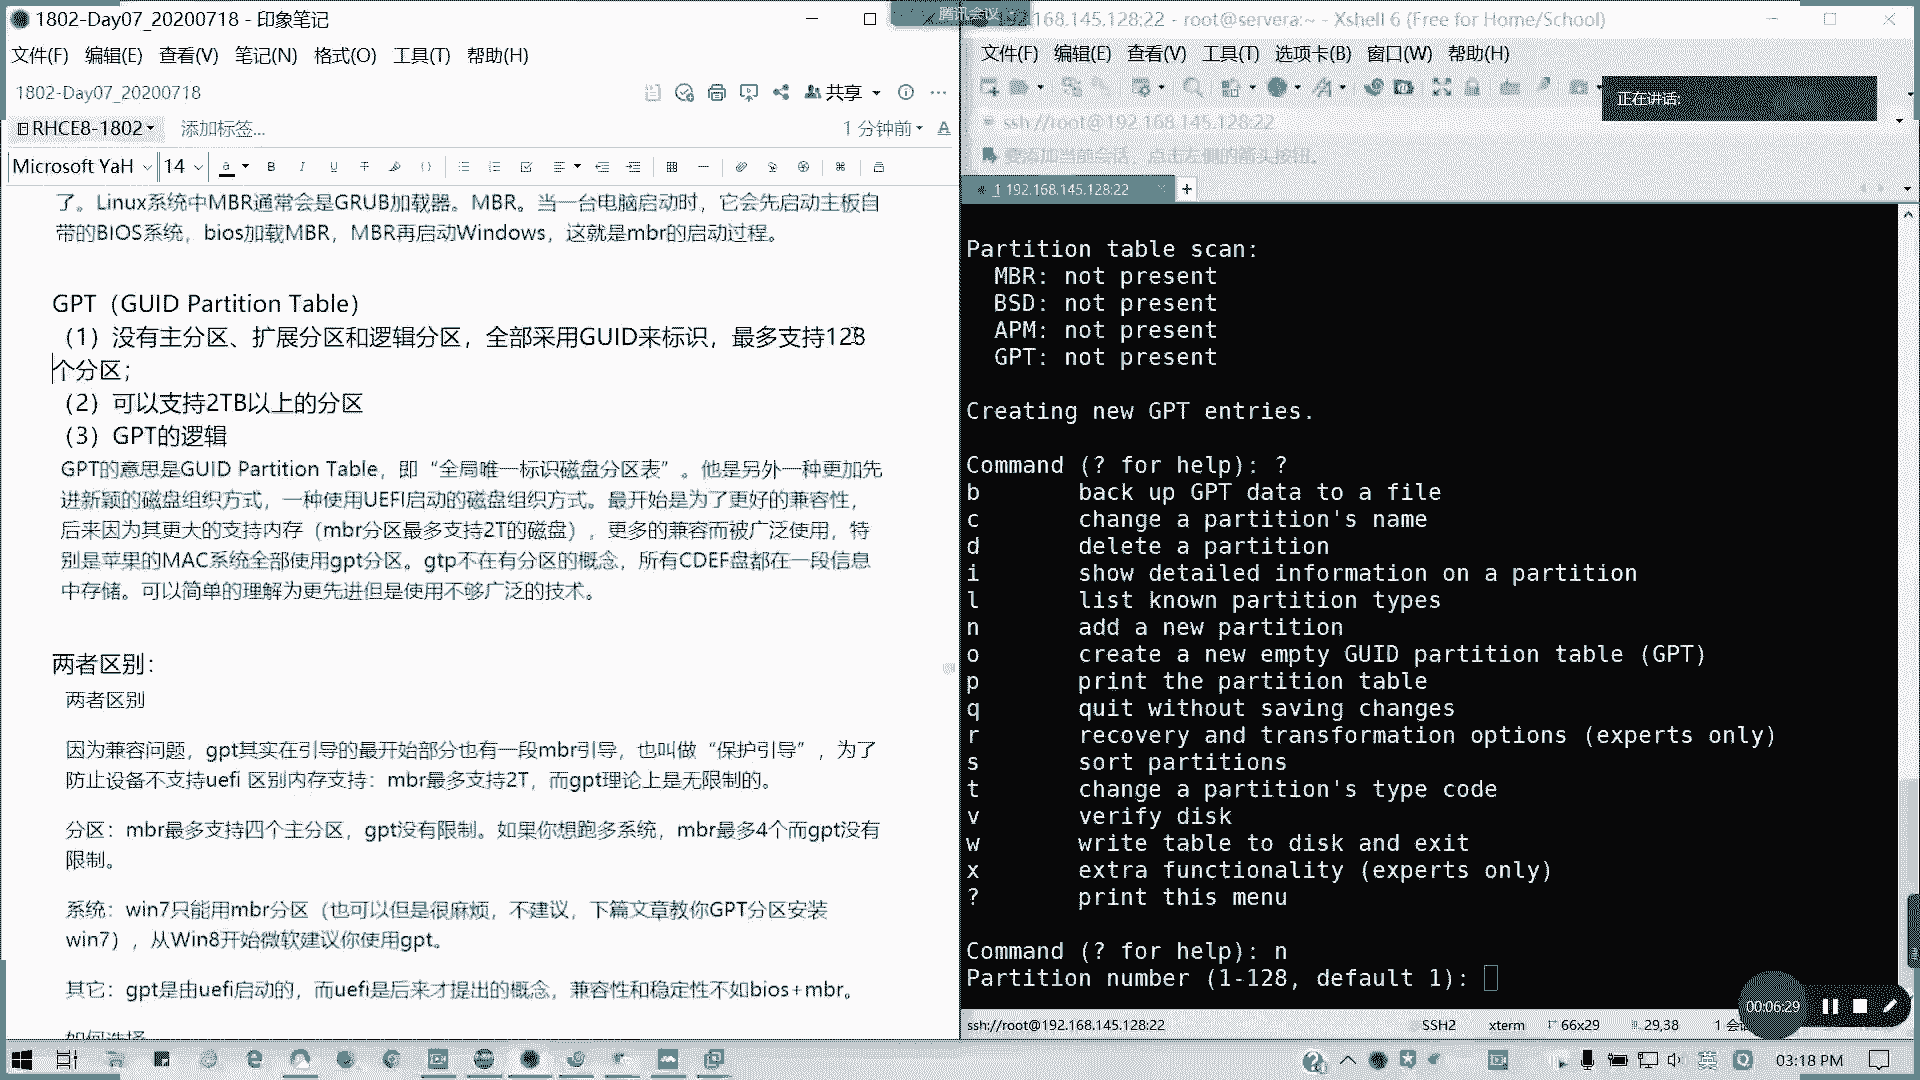 1802-Day07_20200718 - 印象笔记
文件(F) 编辑(E) 查看(V) 笔记(N) 格式(O) 工具(T) 帮助(H)
1802-Day07_20200718
共享
RHCE8-1802
添加标签...
1 分钟前
Microsoft YaH
14
了。Linux系统中MBR通常会是GRUB加载器。MBR。当一台电脑启动时，它会先启动主板自
带的BIOS系统，bios加载MBR，MBR再启动Windows，这就是mbr的启动过程。
GPT（GUID Partition Table）
（1）没有主分区、扩展分区和逻辑分区，全部采用GUID来标识，最多支持128
个分区；
（2）可以支持2TB以上的分区
（3）GPT的逻辑
GPT的意思是GUID Partition Table，即“全局唯一标识磁盘分区表”。他是另外一种更加先
进新颖的磁盘组织方式，一种使用UEFI启动的磁盘组织方式。最开始是为了更好的兼容性，
后来因为其更大的支持内存（mbr分区最多支持2T的磁盘），更多的兼容而被广泛使用，特
别是苹果的MAC系统全部使用gpt分区。gtp不在有分区的概念，所有CDEF盘都在一段信息
中存储。可以简单的理解为更先进但是使用不够广泛的技术。
两者区别：
两者区别
因为兼容问题，gpt其实在引导的最开始部分也有一段mbr引导，也叫做“保护引导”，为了
防止设备不支持uefi 区别内存支持：mbr最多支持2T，而gpt理论上是无限制的。
分区：mbr最多支持四个主分区，gpt没有限制。如果你想跑多系统，mbr最多4个而gpt没有
限制。
系统：win7只能用mbr分区（也可以但是很麻烦，不建议，下篇文章教你GPT分区安装
win7），从Win8开始微软建议你使用gpt。
其它：gpt是由uefi启动的，而uefi是后来才提出的概念，兼容性和稳定性不如bios+mbr。
如何选择
腾讯会议
192.168.145.128:22 - root@servera:~ - Xshell 6 (Free for Home/School)
文件(F) 编辑(E) 查看(V) 工具(T) 选项卡(B) 窗口(W) 帮助(H)
正在讲话:
ssh://root@192.168.145.128:22
要添加当前会话，点击左侧的箭头按钮。
1 192.168.145.128:22
Partition table scan:
MBR: not present
BSD: not present
APM: not present
GPT: not present
Creating new GPT entries.
Command (? for help): ?
b back up GPT data to a file
c change a partition's name
d delete a partition
i show detailed information on a partition
l list known partition types
n add a new partition
o create a new empty GUID partition table (GPT)
p print the partition table
q quit without saving changes
r recovery and transformation options (experts only)
s sort partitions
t change a partition's type code
v verify disk
w write table to disk and exit
x extra functionality (experts only)
? print this menu
Command (? for help): n
Partition number (1-128, default 1):
00:06:29
ssh://root@192.168.145.128:22 SSH2 xterm 66x29 29,38 1 会
英
03:18 PM